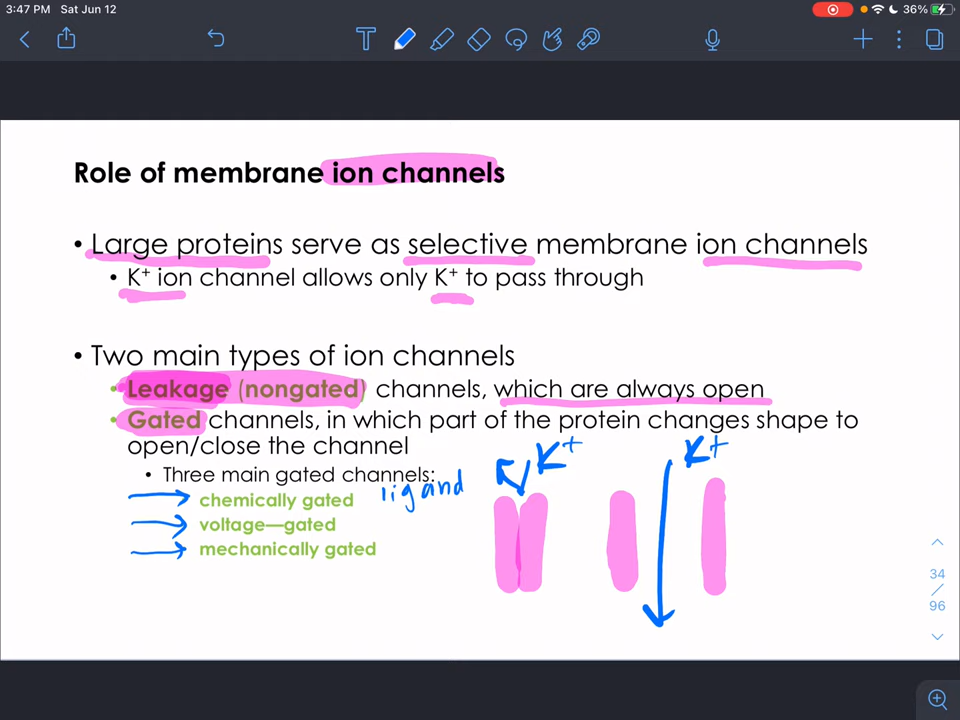 3:47 PM Sat Jun 12
36%
T
Role of membrane ion channels
• Large proteins serve as selective membrane ion channels
• K⁺ ion channel allows only K⁺ to pass through
• Two main types of ion channels
• Leakage (nongated) channels, which are always open
• Gated channels, in which part of the protein changes shape to
open/close the channel
• Three main gated channels:
chemically gated ligand
voltage—gated
mechanically gated
K+ K+
34
/
96